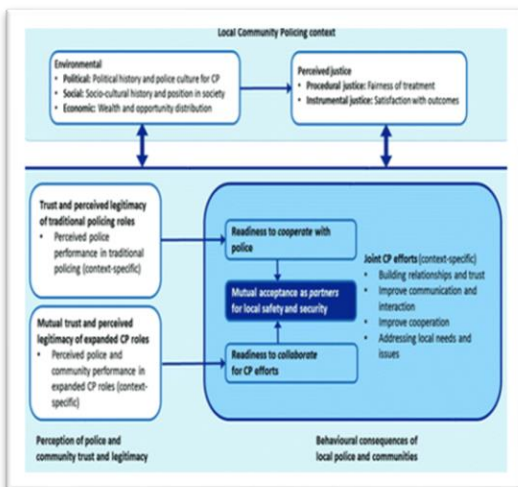 Local Community Policing context
Environmental
• Political: Political history and police culture for CP
• Social: Socio-cultural history and position in society
• Economic: Wealth and opportunity distribution
Perceived justice
• Procedural justice: Fairness of treatment
• Instrumental justice: Satisfaction with outcomes
Trust and perceived legitimacy
of traditional policing roles
• Perceived police
performance in traditional
policing (context-specific)
Mutual trust and perceived
legitimacy of expanded CP roles
• Perceived police and
community performance in
expanded CP roles (context-
specific)
Readiness to cooperate with
police
Mutual acceptance as partners
for local safety and security
Readiness to collaborate
for CP efforts
Joint CP efforts (context-specific)
• Building relationships and trust
• Improve communication and
interaction
• Improve cooperation
• Addressing local needs and
issues
Perception of police and
community trust and legitimacy
Behavioural consequences of
local police and communities